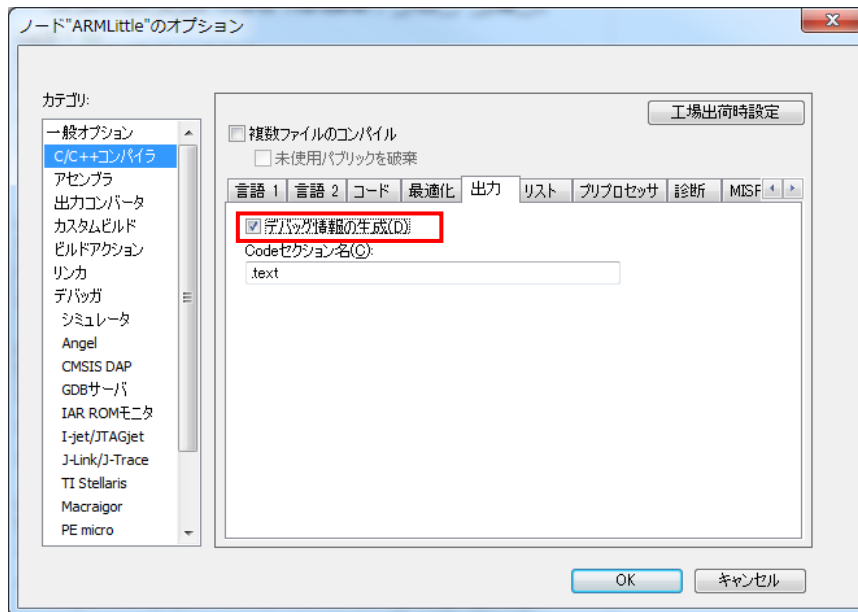 ノード"ARMLittle"のオプション
カテゴリ:
一般オプション
C/C++コンパイラ
アセンブラ
出力コンバータ
カスタムビルド
ビルドアクション
リンカ
デバッガ
シミュレータ
Angel
CMSIS DAP
GDBサーバ
IAR ROMモニタ
I-jet/JTAGjet
J-Link/J-Trace
TI Stellaris
Macraigor
PE micro
工場出荷時設定
複数ファイルのコンパイル
未使用パブリックを破棄
言語 1 言語 2 コード 最適化 出力 リスト プリプロセッサ 診断 MISF
デバッグ情報の生成(D)
Codeセクション名(C):
.text
OK キャンセル